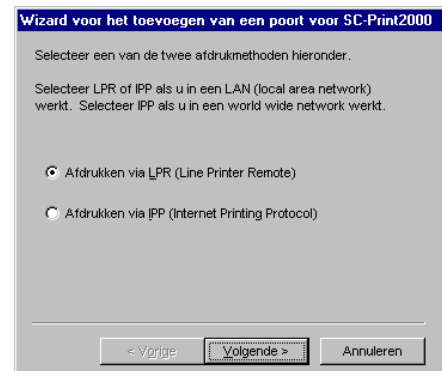 Wizard voor het toevoegen van een poort voor SC-Print2000
Selecteer een van de twee afdrukmethoden hieronder.
Selecteer LPR of IPP als u in een LAN (local area network)
werkt. Selecteer IPP als u in een world wide network werkt.
Afdrukken via LPR (Line Printer Remote)
Afdrukken via IPP (Internet Printing Protocol)
< Vorige Volgende > Annuleren